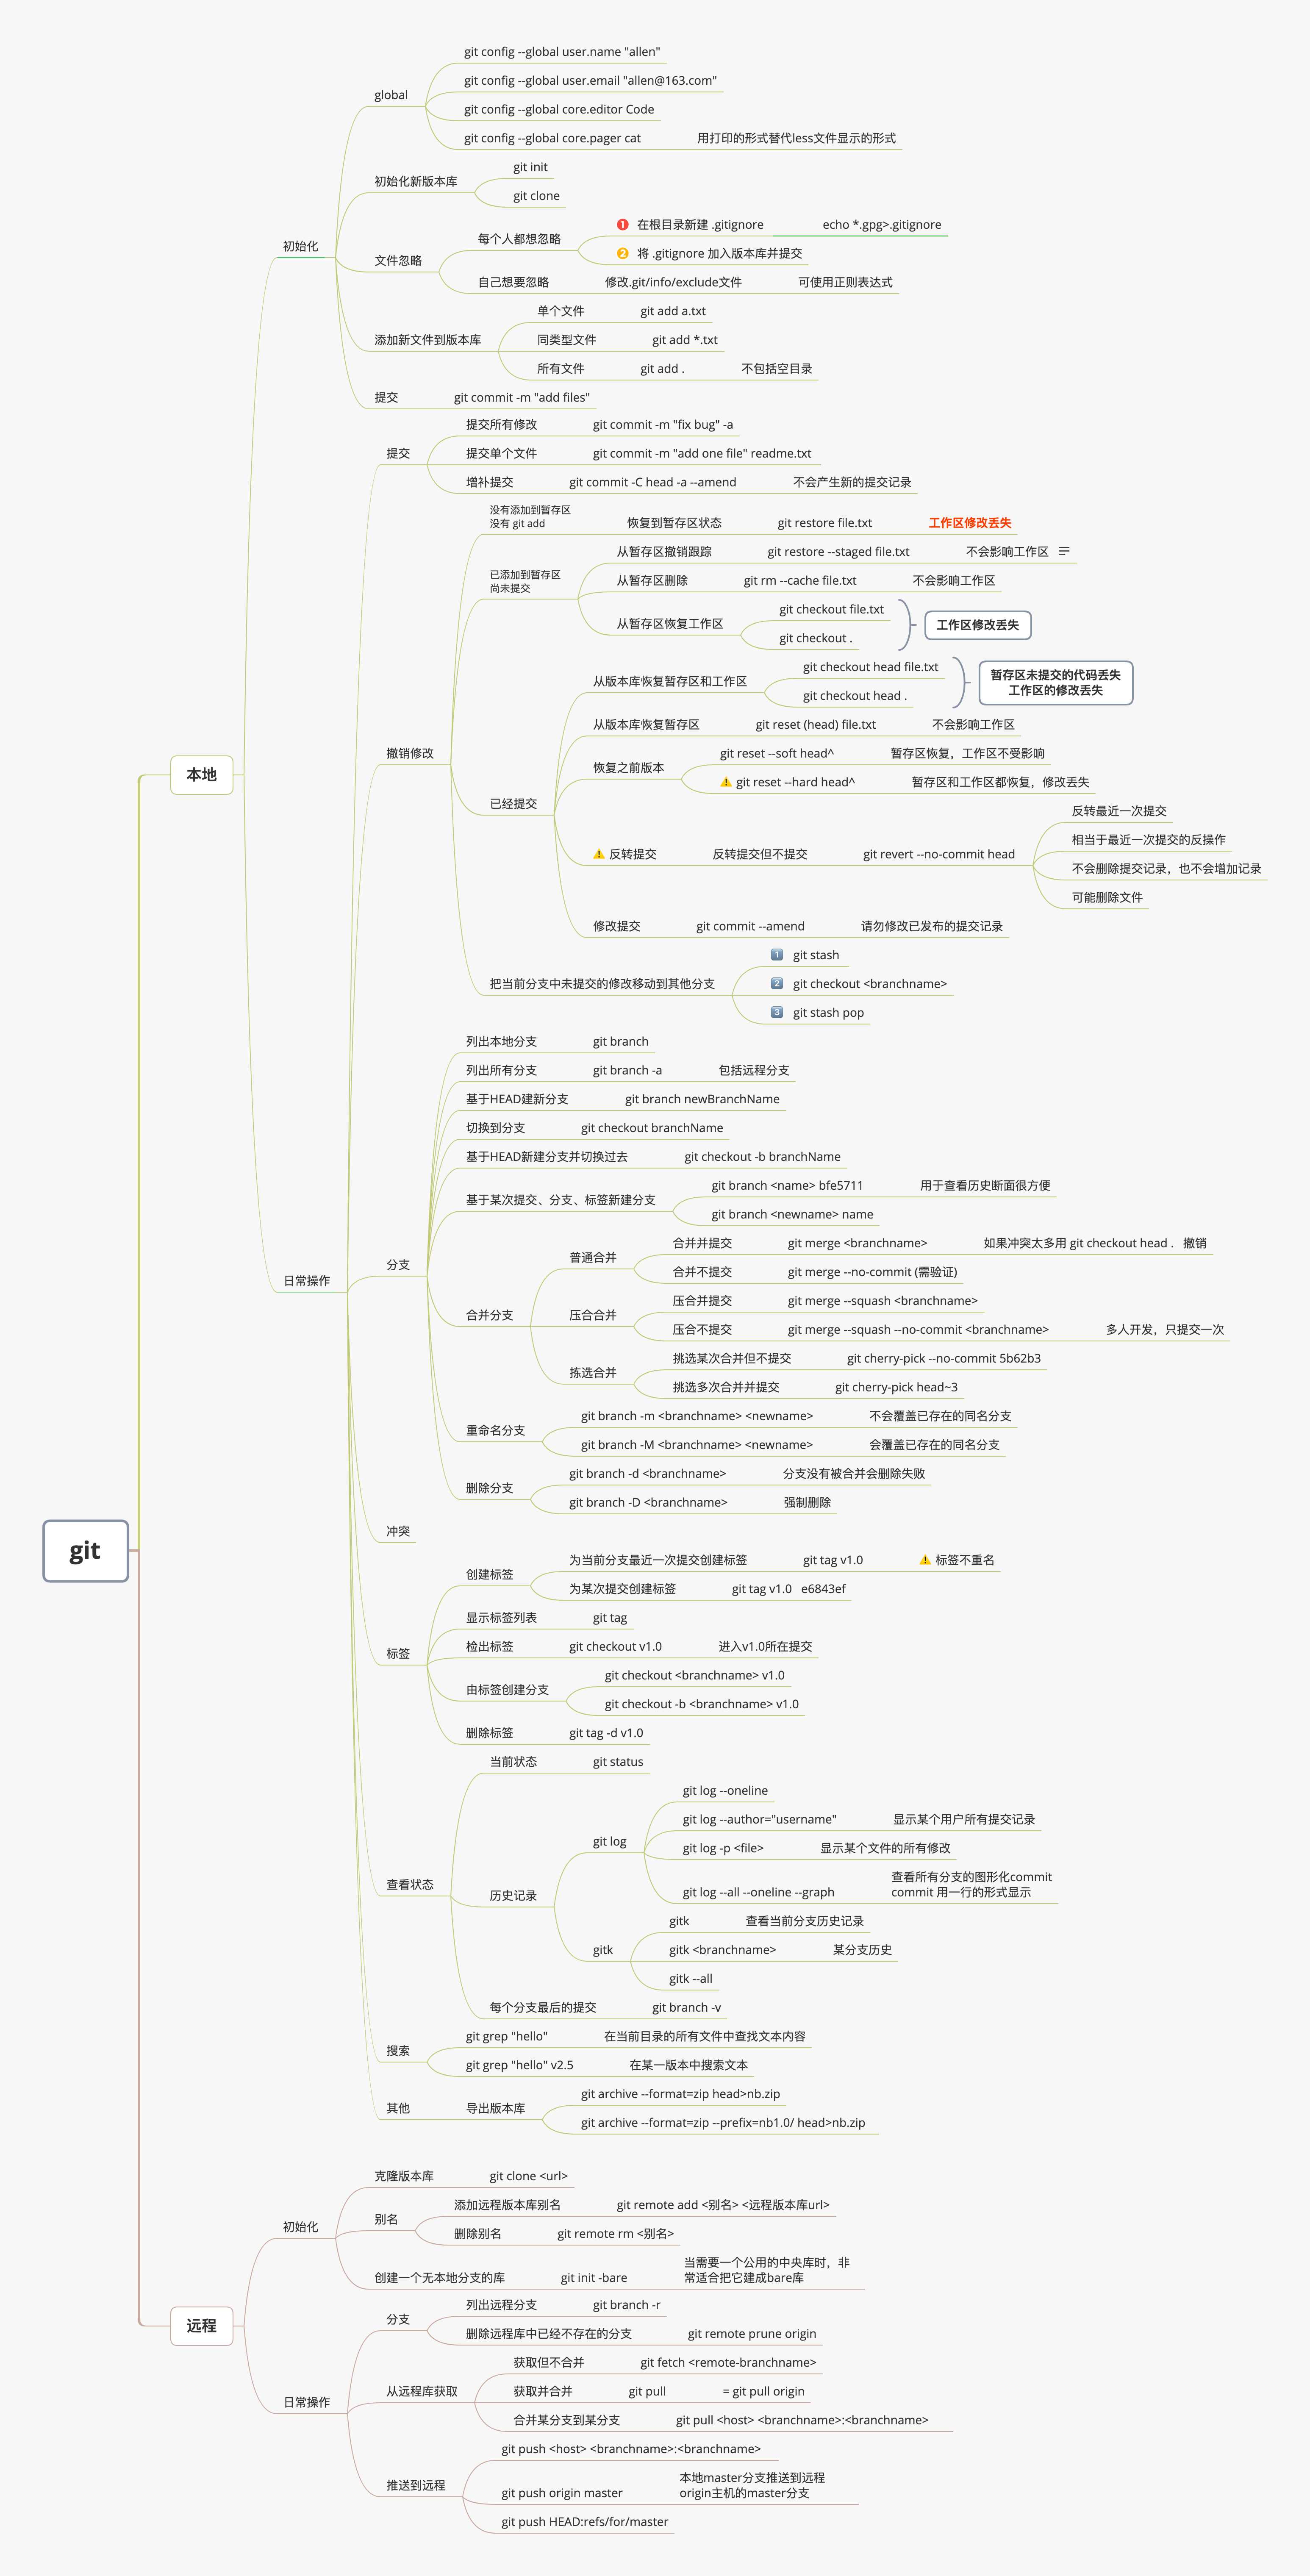 git config --global user.name "allen"
git config --global user.email "allen@163.com"
global
git config --global core.editor Code
git config --global core.pager cat 用打印的形式替代less文件显示的形式
git init
初始化新版本库
git clone
在根目录新建 .gitignore echo *.gpg>.gitignore
每个人都想忽略
初始化
将 .gitignore 加入版本库并提交
文件忽略
自己想要忽略 修改.git/info/exclude文件 可使用正则表达式
单个文件 git add a.txt
添加新文件到版本库 同类型文件 git add *.txt
所有文件 git add . 不包括空目录
提交 git commit -m "add files"
提交所有修改 git commit -m "fix bug" -a
提交 提交单个文件 git commit -m "add one file" readme.txt
增补提交 git commit -C head -a --amend 不会产生新的提交记录
没有添加到暂存区
没有 git add 恢复到暂存区状态 git restore file.txt 工作区修改丢失
从暂存区撤销跟踪 git restore --staged file.txt 不会影响工作区
已添加到暂存区
尚未提交
从暂存区删除 git rm --cache file.txt 不会影响工作区
git checkout file.txt
从暂存区恢复工作区 工作区修改丢失
git checkout .
git checkout head file.txt
从版本库恢复暂存区和工作区 暂存区未提交的代码丢失
工作区的修改丢失
git checkout head .
从版本库恢复暂存区 git reset (head) file.txt 不会影响工作区
撤销修改
git reset --soft head^ 暂存区恢复，工作区不受影响
恢复之前版本
本地
git reset --hard head^ 暂存区和工作区都恢复，修改丢失
已经提交
反转最近一次提交
相当于最近一次提交的反操作
反转提交 反转提交但不提交 git revert --no-commit head
不会删除提交记录，也不会增加记录
可能删除文件
修改提交 git commit --amend 请勿修改已发布的提交记录
1 git stash
把当前分支中未提交的修改移动到其他分支 2 git checkout <branchname>
3 git stash pop
列出本地分支 git branch
列出所有分支 git branch -a 包括远程分支
基于HEAD建新分支 git branch newBranchName
切换到分支 git checkout branchName
基于HEAD新建分支并切换过去 git checkout -b branchName
git branch <name> bfe5711 用于查看历史断面很方便
基于某次提交、分支、标签新建分支
git branch <newname> name
合并并提交 git merge <branchname> 如果冲突太多用 git checkout head . 撤销
普通合并
分支
合并不提交 git merge --no-commit (需验证)
日常操作
压合并提交 git merge --squash <branchname>
合并分支 压合合并
压合不提交 git merge --squash --no-commit <branchname> 多人开发，只提交一次
挑选某次合并但不提交 git cherry-pick --no-commit 5b62b3
拣选合并
挑选多次合并并提交 git cherry-pick head~3
git branch -m <branchname> <newname> 不会覆盖已存在的同名分支
重命名分支
git branch -M <branchname> <newname> 会覆盖已存在的同名分支
git branch -d <branchname> 分支没有被合并会删除失败
删除分支
git branch -D <branchname> 强制删除
冲突
git
为当前分支最近一次提交创建标签 git tag v1.0 标签不重名
创建标签
为某次提交创建标签 git tag v1.0 e6843ef
显示标签列表 git tag
标签
检出标签 git checkout v1.0 进入v1.0所在提交
git checkout <branchname> v1.0
由标签创建分支
git checkout -b <branchname> v1.0
删除标签 git tag -d v1.0
当前状态 git status
git log --oneline
git log --author="username" 显示某个用户所有提交记录
git log
git log -p <file> 显示某个文件的所有修改
查看状态
历史记录
查看所有分支的图形化commit
git log --all --oneline --graph commit 用一行的形式显示
gitk 查看当前分支历史记录
gitk gitk <branchname> 某分支历史
gitk --all
每个分支最后的提交 git branch -v
git grep "hello" 在当前目录的所有文件中查找文本内容
搜索
git grep "hello" v2.5 在某一版本中搜索文本
git archive --format=zip head>nb.zip
其他 导出版本库
git archive --format=zip --prefix=nb1.0/ head>nb.zip
克隆版本库 git clone <url>
添加远程版本库别名 git remote add <别名> <远程版本库url>
别名
初始化
删除别名 git remote rm <别名>
当需要一个公用的中央库时，非
创建一个无本地分支的库 git init -bare 常适合把它建成bare库
列出远程分支 git branch -r
分支
远程
删除远程库中已经不存在的分支 git remote prune origin
获取但不合并 git fetch <remote-branchname>
从远程库获取 获取并合并 git pull = git pull origin
日常操作
合并某分支到某分支 git pull <host> <branchname>:<branchname>
git push <host> <branchname>:<branchname>
推送到远程
本地master分支推送到远程
git push origin master origin主机的master分支
git push HEAD:refs/for/master